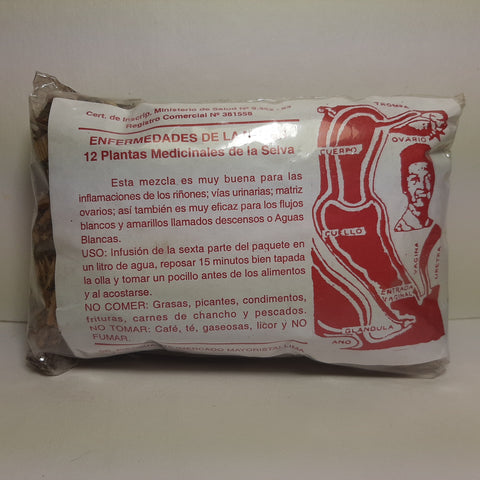 Cert. de Inscrip. Ministerio de Salud Nº
Registro Comercial Nº 361558
ENFERMEDADES DE LA
12 Plantas Medicinales de la Selva
Esta mezcla es muy buena para las
inflamaciones de los riñones; vías urinarias; matriz
ovarios; así también es muy eficaz para los flujos
blancos y amarillos llamados descensos o Aguas
Blancas.
USO: Infusión de la sexta parte del paquete en
un litro de agua, reposar 15 minutos bien tapada
la olla y tomar un pocillo antes de los alimentos
y al acostarse.
NO COMER: Grasas, picantes, condimentos,
frituras, carnes de chancho y pescados.
NO TOMAR: Café, té, gaseosas, licor y NO
FUMAR.
MERCADO MAYORISTA LIMA
TROMPA
OVARIO
CUERPO
CUELLO
VAGINA
URETRA
ENTRADA
VAGINAL
GLANDULA
ANO